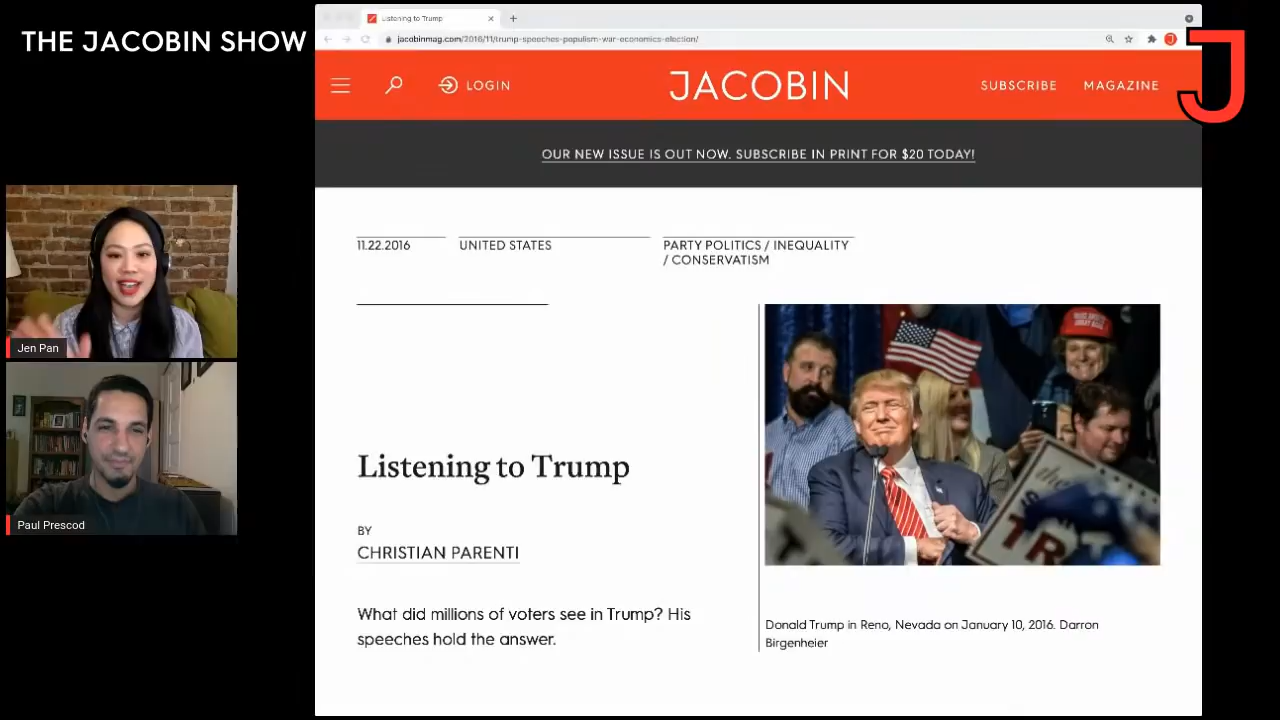 THE JACOBIN SHOW
Listening to Trump
jacobinmag.com/2016/11/trump-speeches-populism-war-economics-election/
LOGIN
JACOBIN
SUBSCRIBE
MAGAZINE
J
OUR NEW ISSUE IS OUT NOW. SUBSCRIBE IN PRINT FOR $20 TODAY!
11.22.2016
UNITED STATES
PARTY POLITICS / INEQUALITY
/ CONSERVATISM
Jen Pan
Paul Prescod
Listening to Trump
BY
CHRISTIAN PARENTI
What did millions of voters see in Trump? His
speeches hold the answer.
TR
Donald Trump in Reno, Nevada on January 10, 2016. Darron
Birgenheier